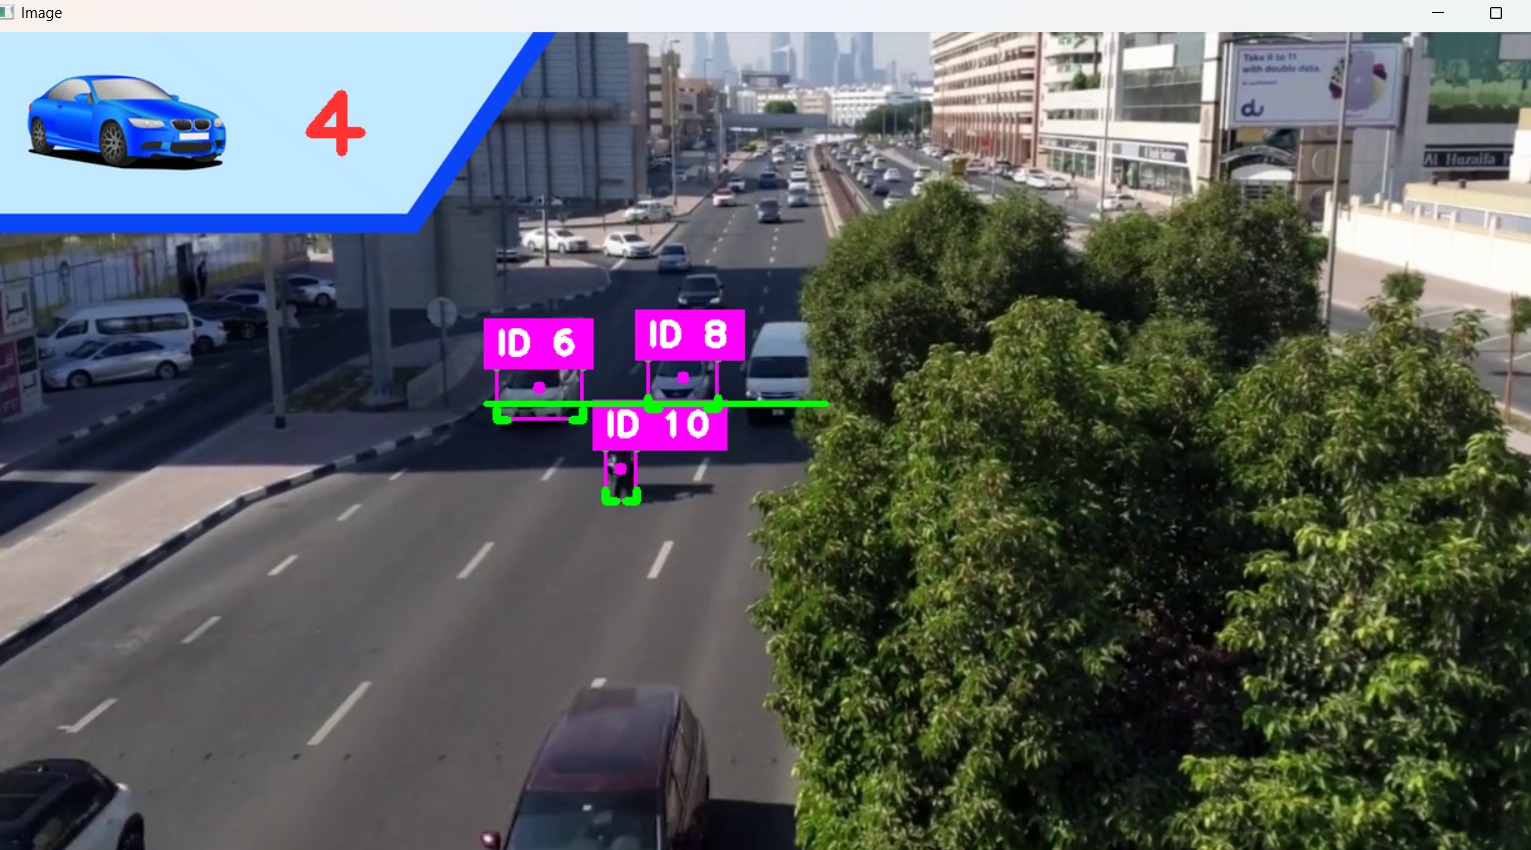 Image
4
Take it to 11
with double data.
du
Al Huzaifa
ID 6
ID 8
ID 10